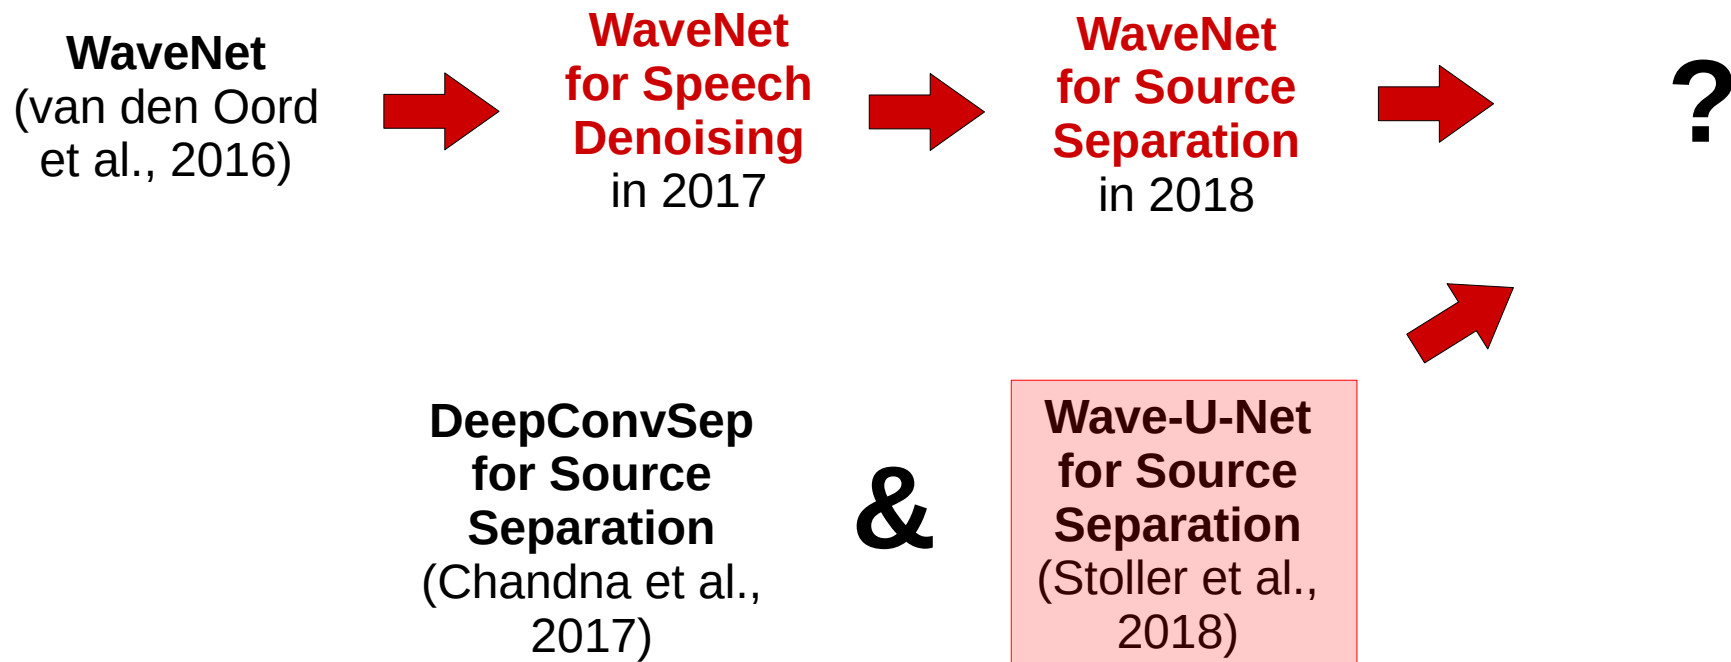 WaveNet
(van den Oord
et al., 2016)
WaveNet
for Speech
Denoising
in 2017
WaveNet
for Source
Separation
in 2018
?
DeepConvSep
for Source
Separation
(Chandna et al.,
2017)
&
Wave-U-Net
for Source
Separation
(Stoller et al.,
2018)